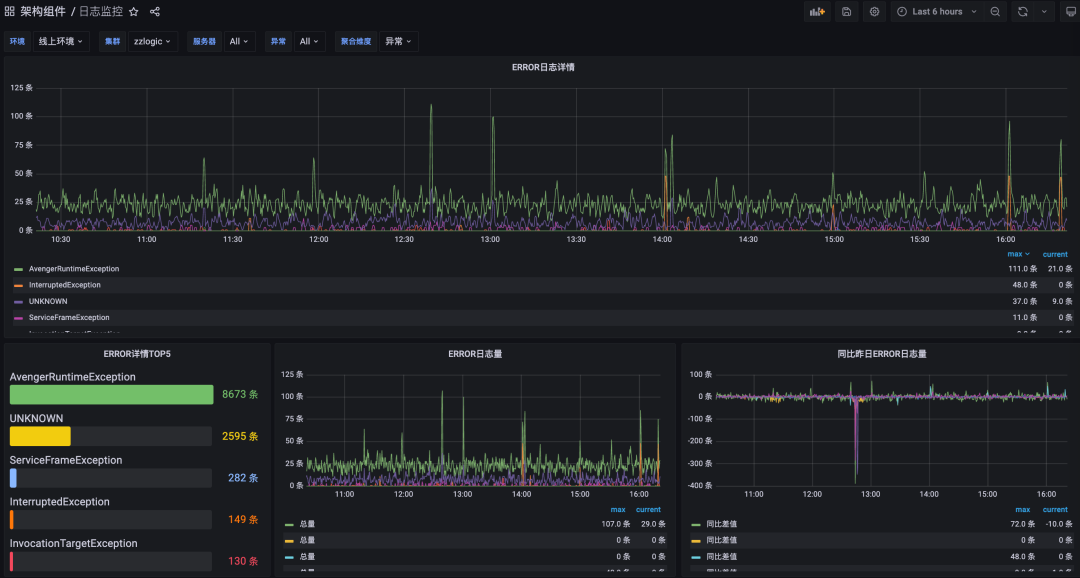 架构组件 / 日志监控
Last 6 hours
环境 线上环境 集群 zzlogic 服务器 All 异常 All 聚合维度 异常
ERROR日志详情
125 条
100 条
75 条
50 条
25 条
0 条
10:30 11:00 11:30 12:00 12:30 13:00 13:30 14:00 14:30 15:00 15:30 16:00
max current
AvengerRuntimeException 111.0 条 21.0 条
InterruptedException 48.0 条 0 条
UNKNOWN 37.0 条 9.0 条
ServiceFrameException 11.0 条 0 条
ERROR详情TOP5
AvengerRuntimeException
8673 条
UNKNOWN
2595 条
ServiceFrameException
282 条
InterruptedException
149 条
InvocationTargetException
130 条
ERROR日志量
125 条
100 条
75 条
50 条
25 条
0 条
11:00 12:00 13:00 14:00 15:00 16:00
max current
总量 107.0 条 29.0 条
总量 0 条 0 条
总量 0 条 0 条
同比昨日ERROR日志量
100 条
0 条
-100 条
-200 条
-300 条
-400 条
11:00 12:00 13:00 14:00 15:00 16:00
max current
同比差值 72.0 条 -10.0 条
同比差值 0 条 0 条
同比差值 48.0 条 0 条